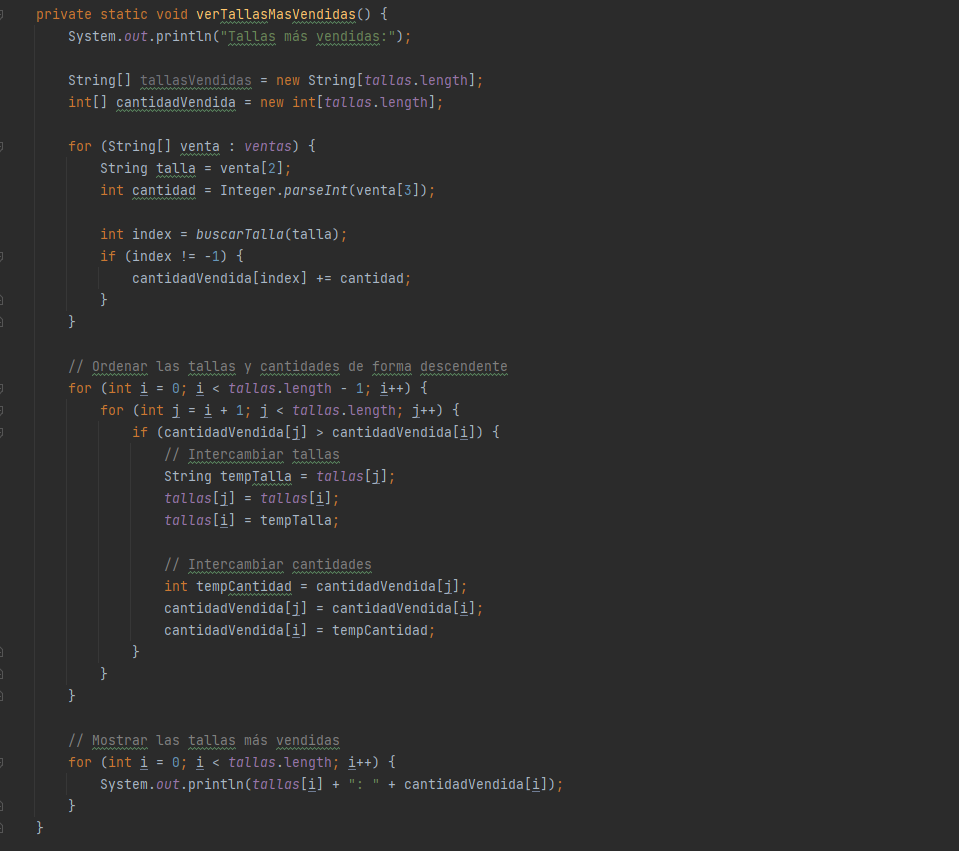 private static void verTallasMasVendidas() {
System.out.println("Tallas más vendidas:");
String[] tallasVendidas = new String[tallas.length];
int[] cantidadVendida = new int[tallas.length];
for (String[] venta : ventas) {
String talla = venta[2];
int cantidad = Integer.parseInt(venta[3]);
int index = buscarTalla(talla);
if (index != -1) {
cantidadVendida[index] += cantidad;
}
}
// Ordenar las tallas y cantidades de forma descendente
for (int i = 0; i < tallas.length - 1; i++) {
for (int j = i + 1; j < tallas.length; j++) {
if (cantidadVendida[j] > cantidadVendida[i]) {
// Intercambiar tallas
String tempTalla = tallas[j];
tallas[j] = tallas[i];
tallas[i] = tempTalla;
// Intercambiar cantidades
int tempCantidad = cantidadVendida[j];
cantidadVendida[j] = cantidadVendida[i];
cantidadVendida[i] = tempCantidad;
}
}
}
// Mostrar las tallas más vendidas
for (int i = 0; i < tallas.length; i++) {
System.out.println(tallas[i] + ": " + cantidadVendida[i]);
}
}